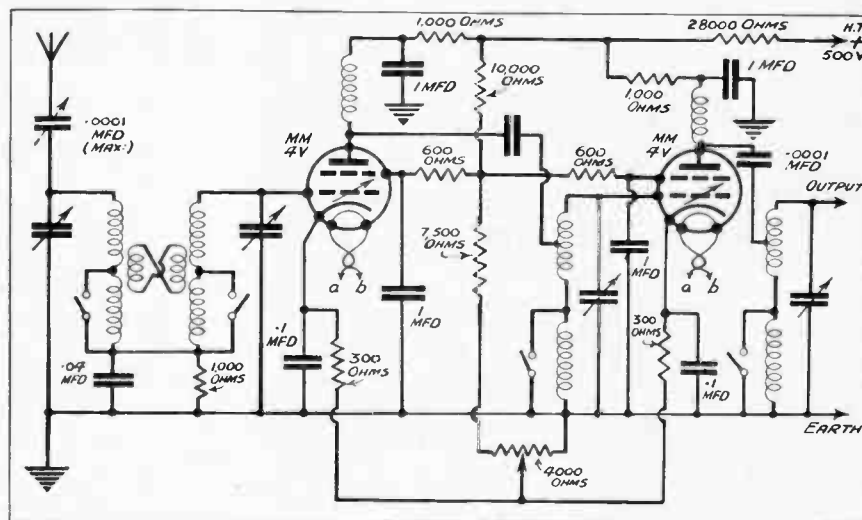 1,000 OHMS
28000 OHMS
H.T.
+
500 V
1 MFD
10,000
OHMS
1,000
OHMS
1 MFD
.0001
MFD
(MAX:)
MM
4V
600
OHMS
600
OHMS
MM
4V
.0001
MFD
OUTPUT
7,500
OHMS
a b
1
MFD
a b
.04
MFD
1,000
OHMS
.1
MFD
300
OHMS
1
MFD
300
OHMS
.1
MFD
EARTH
4000
OHMS